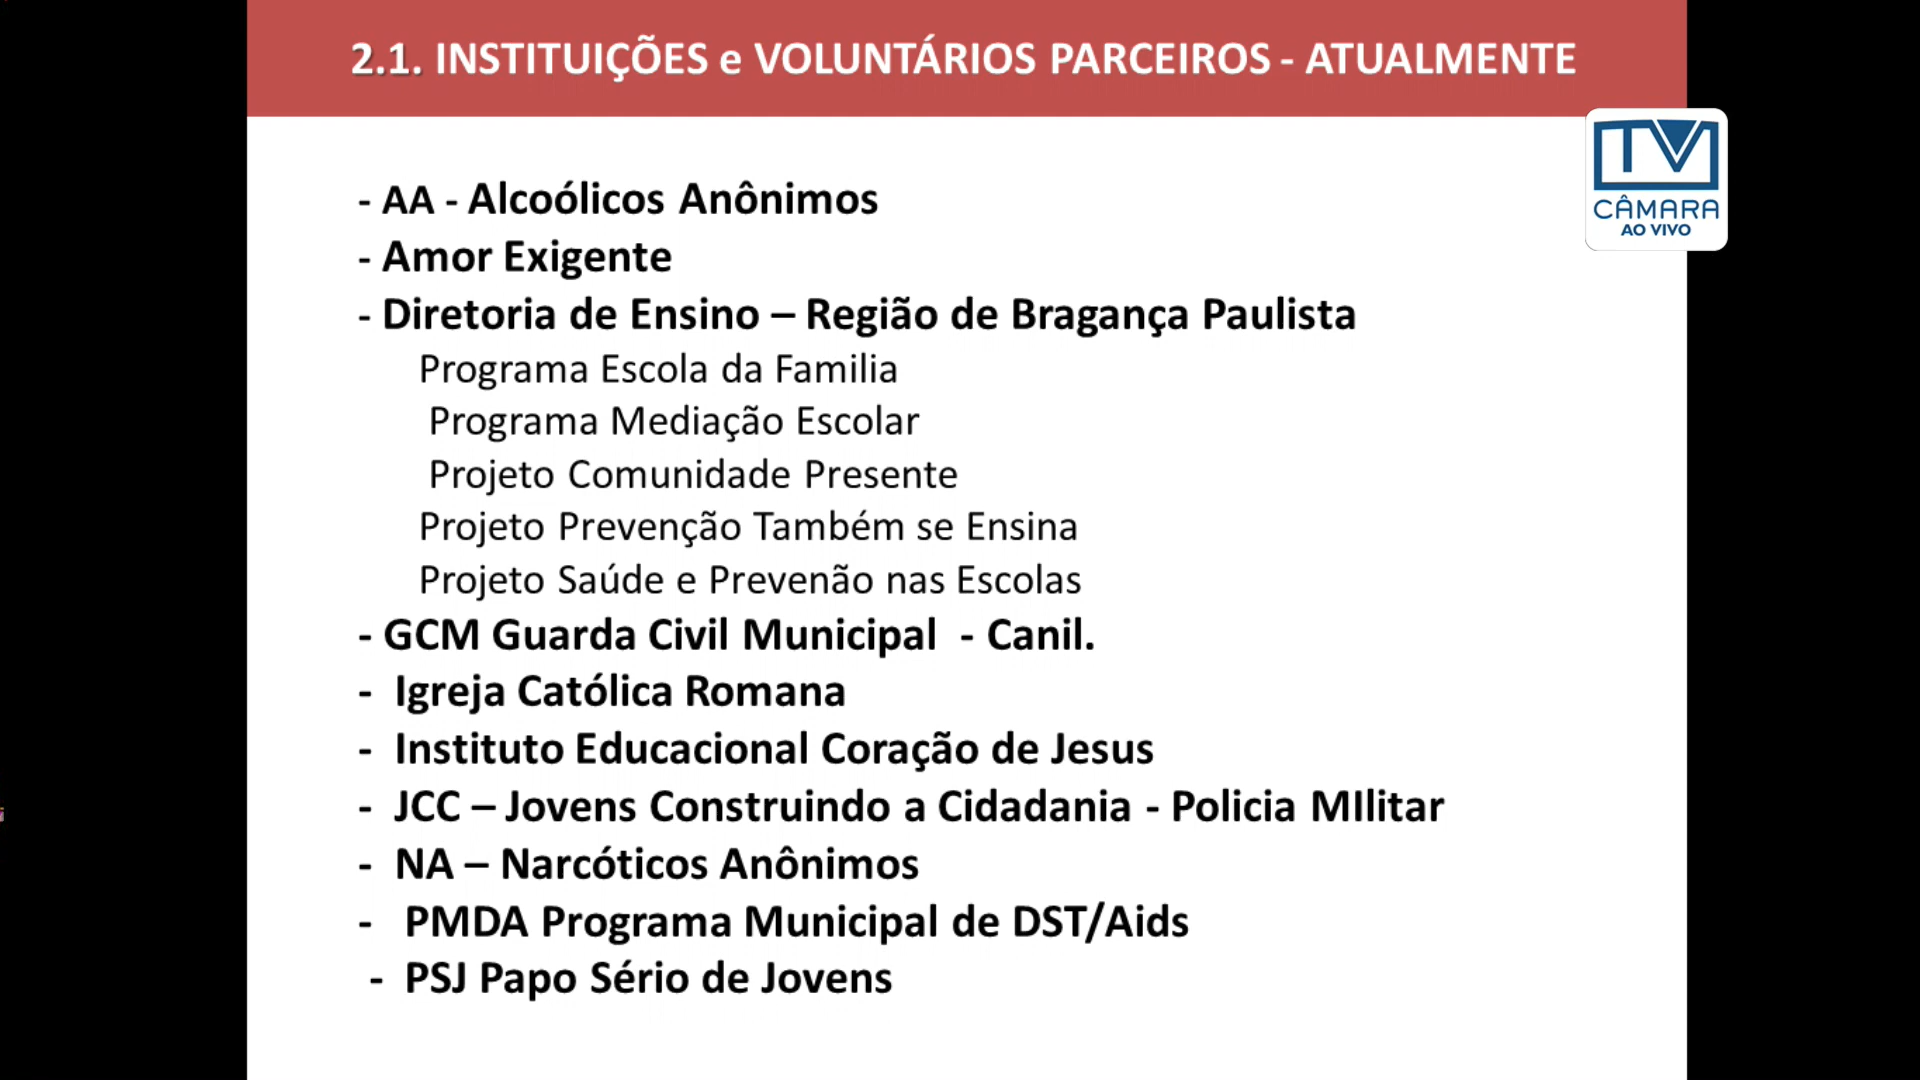 2.1. INSTITUIÇÕES e VOLUNTÁRIOS PARCEIROS - ATUALMENTE
TV
CÂMARA
AO VIVO
- AA - Alcoólicos Anônimos
- Amor Exigente
- Diretoria de Ensino – Região de Bragança Paulista
Programa Escola da Familia
Programa Mediação Escolar
Projeto Comunidade Presente
Projeto Prevenção Também se Ensina
Projeto Saúde e Prevenão nas Escolas
- GCM Guarda Civil Municipal - Canil.
- Igreja Católica Romana
- Instituto Educacional Coração de Jesus
- JCC – Jovens Construindo a Cidadania - Policia MIlitar
- NA – Narcóticos Anônimos
- PMDA Programa Municipal de DST/Aids
- PSJ Papo Sério de Jovens